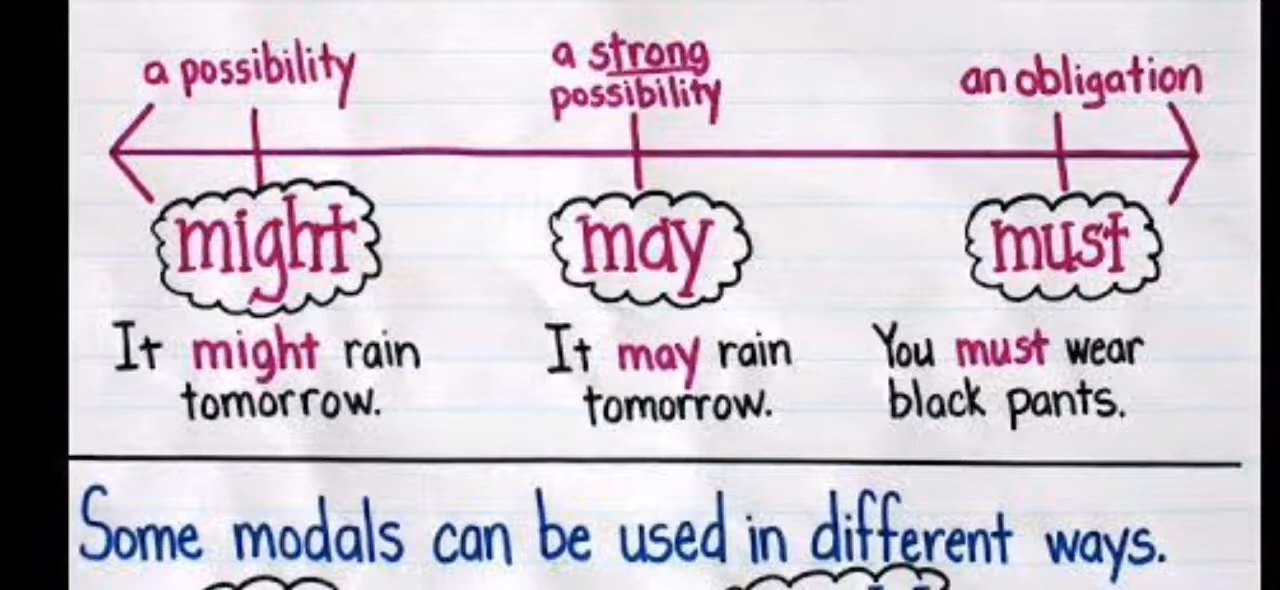 a possibility
a strong
possibility
an obligation
might
may
must
It might rain
tomorrow.
It may rain
tomorrow.
You must wear
black pants.
Some modals can be used in different ways.